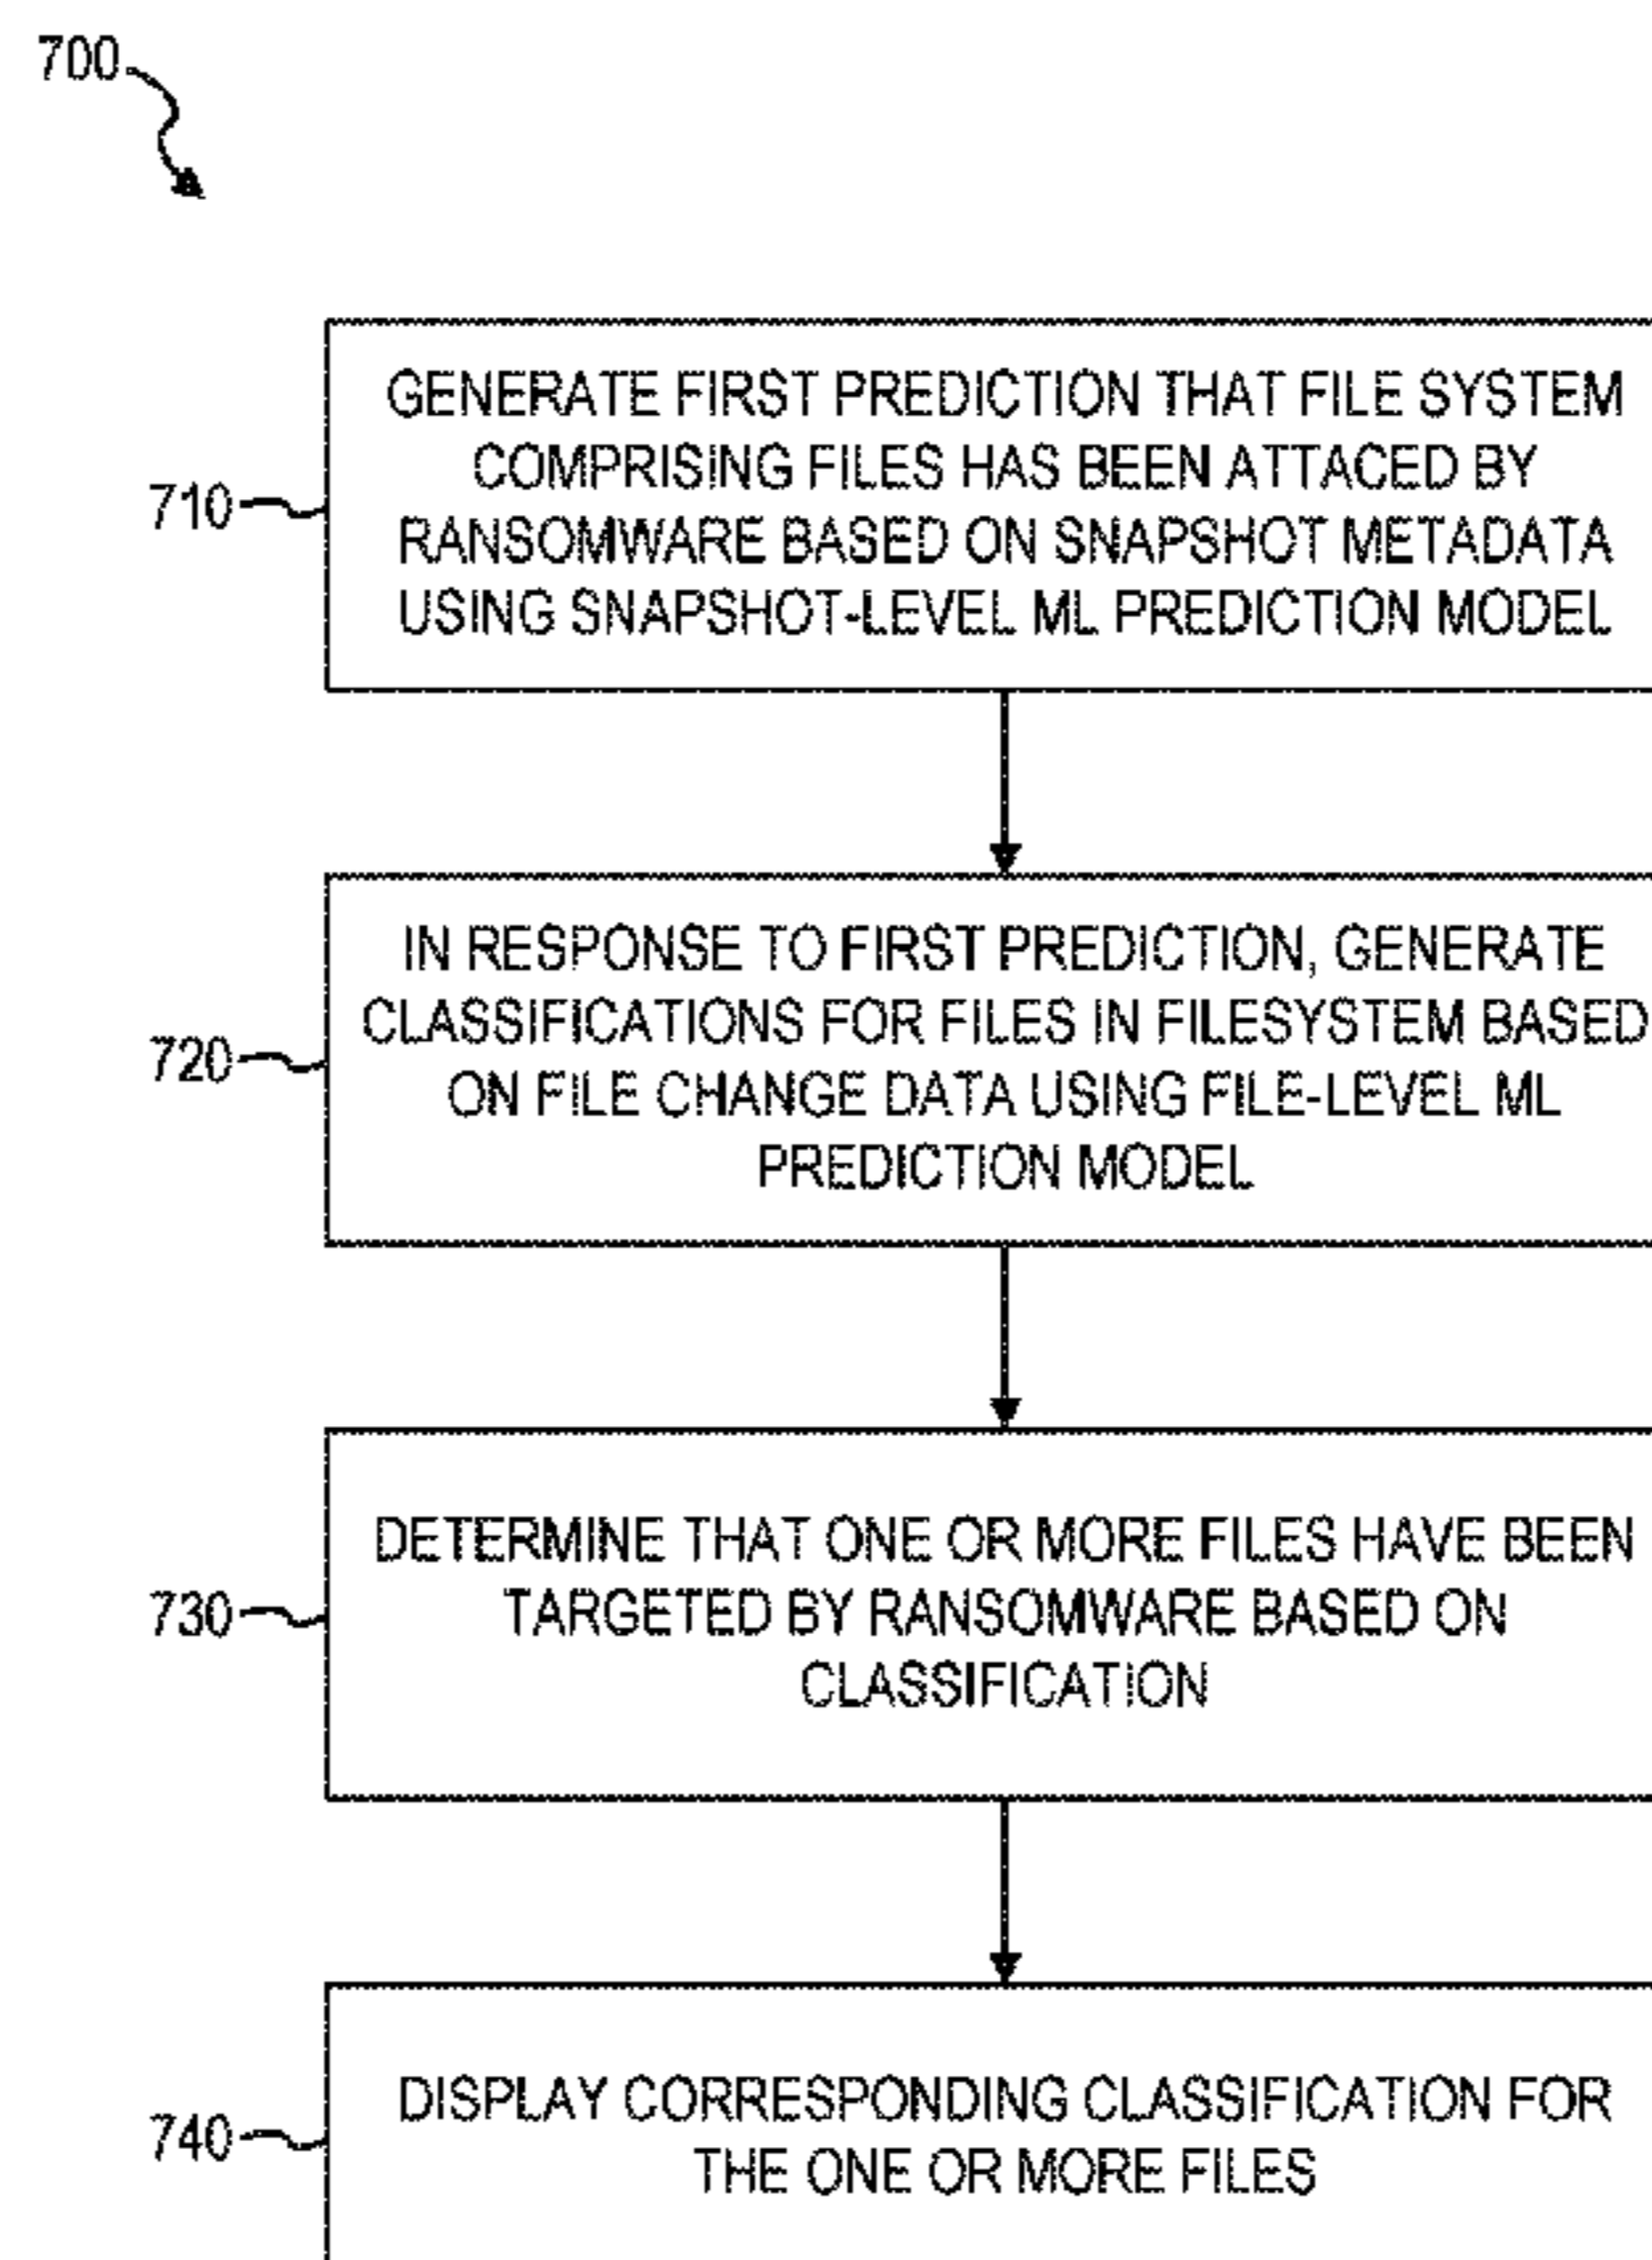 700
GENERATE FIRST PREDICTION THAT FILE SYSTEM
COMPRISING FILES HAS BEEN ATTACED BY
710
RANSOMWARE BASED ON SNAPSHOT METADATA
USING SNAPSHOT-LEVEL ML PREDICTION MODEL
IN RESPONSE TO FIRST PREDICTION, GENERATE
CLASSIFICATIONS FOR FILES IN FILESYSTEM BASED
720
ON FILE CHANGE DATA USING FILE-LEVEL ML
PREDICTION MODEL
DETERMINE THAT ONE OR MORE FILES HAVE BEEN
730
TARGETED BY RANSOMWARE BASED ON
CLASSIFICATION
DISPLAY CORRESPONDING CLASSIFICATION FOR
740
THE ONE OR MORE FILES